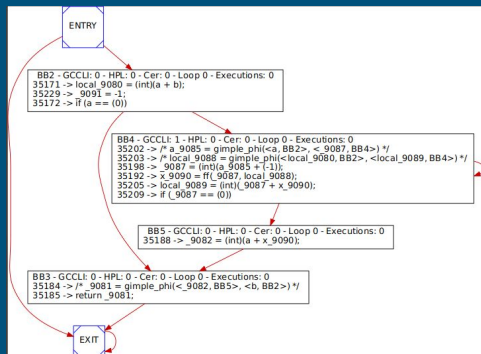 ENTRY
BB2 - GCCLI: 0 - HPL: 0 - Cer: 0 - Loop 0 - Executions: 0
35171 -> local_9080 = (int)(a + b);
35229 -> _9091 = -1;
35172 -> if (a == (0))
BB4 - GCCLI: 1 - HPL: 0 - Cer: 0 - Loop 0 - Executions: 0
35202 -> /* a_9085 = gimple_phi(<a, BB2>, <_9087, BB4>) */
35203 -> /* local_9088 = gimple_phi(<local_9080, BB2>, <local_9089, BB4>) */
35198 -> _9087 = (int)(a_9085 + (-1));
35192 -> x_9090 = ff(_9087, local_9088);
35205 -> local_9089 = (int)(_9087 + x_9090);
35209 -> if (_9087 == (0))
BB5 - GCCLI: 0 - HPL: 0 - Cer: 0 - Loop 0 - Executions: 0
35188 -> _9082 = (int)(a + x_9090);
BB3 - GCCLI: 0 - HPL: 0 - Cer: 0 - Loop 0 - Executions: 0
35184 -> /* _9081 = gimple_phi(<_9082, BB5>, <b, BB2>) */
35185 -> return _9081;
EXIT